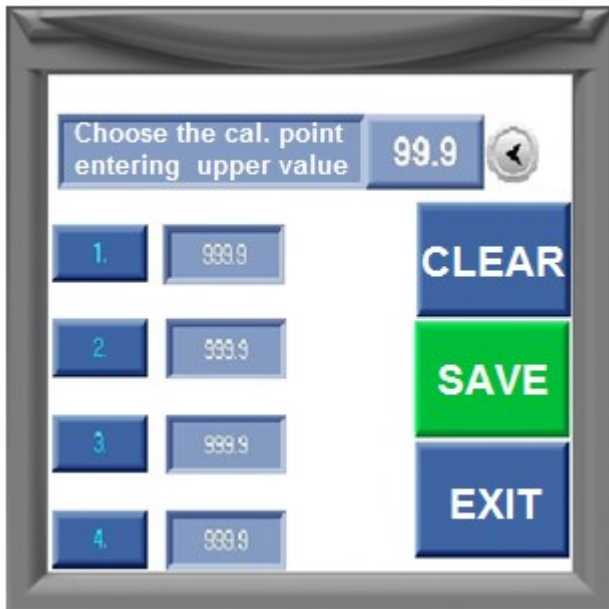 Choose the cal. point
entering upper value
99.9
1. 999.9
CLEAR
2. 999.9
SAVE
3. 999.9
EXIT
4. 999.9